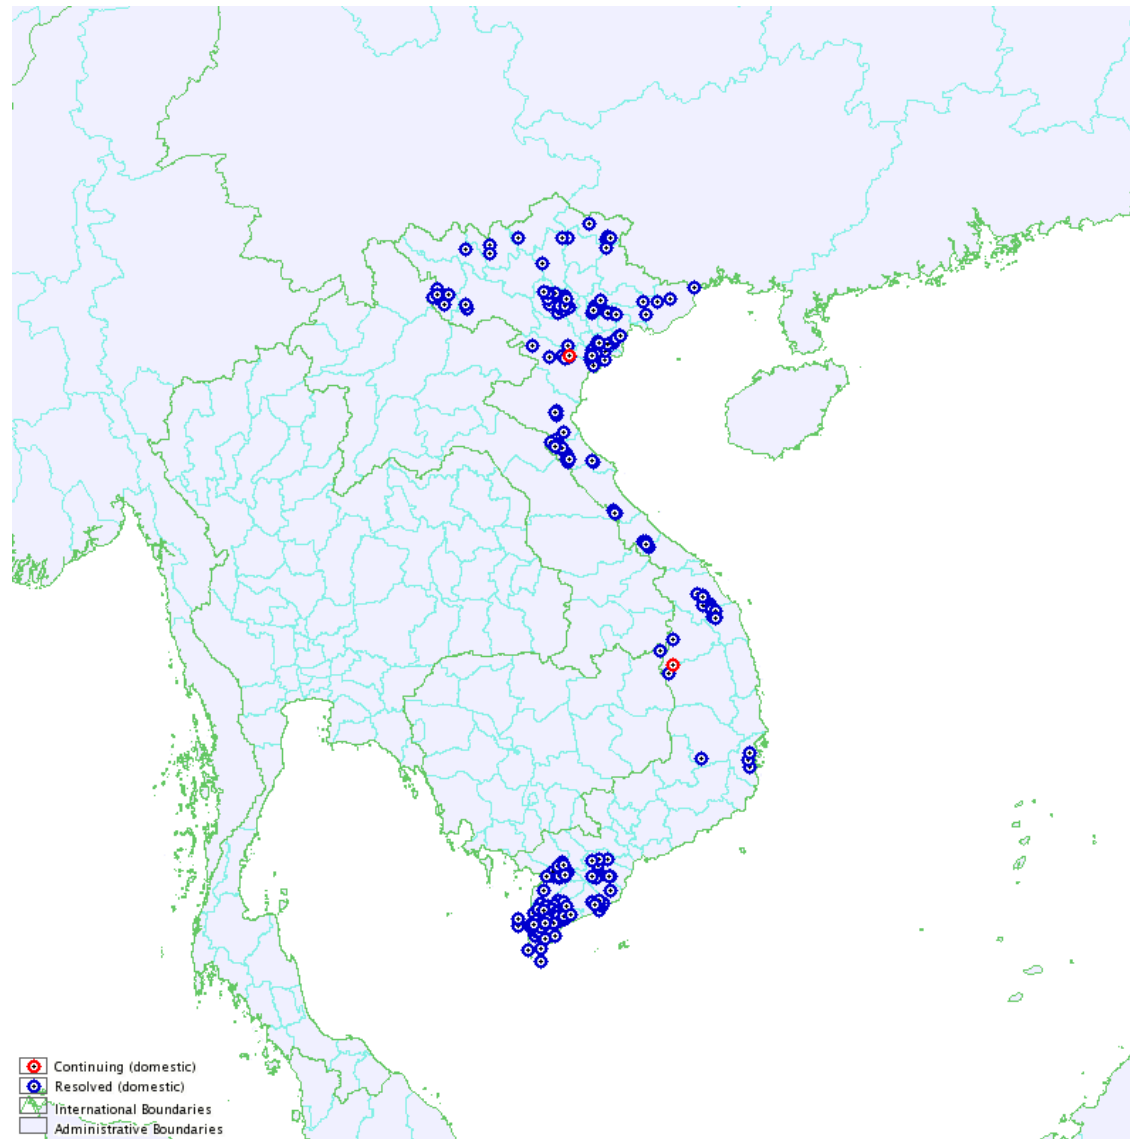 Continuing (domestic)
Resolved (domestic)
International Boundaries
Administrative Boundaries